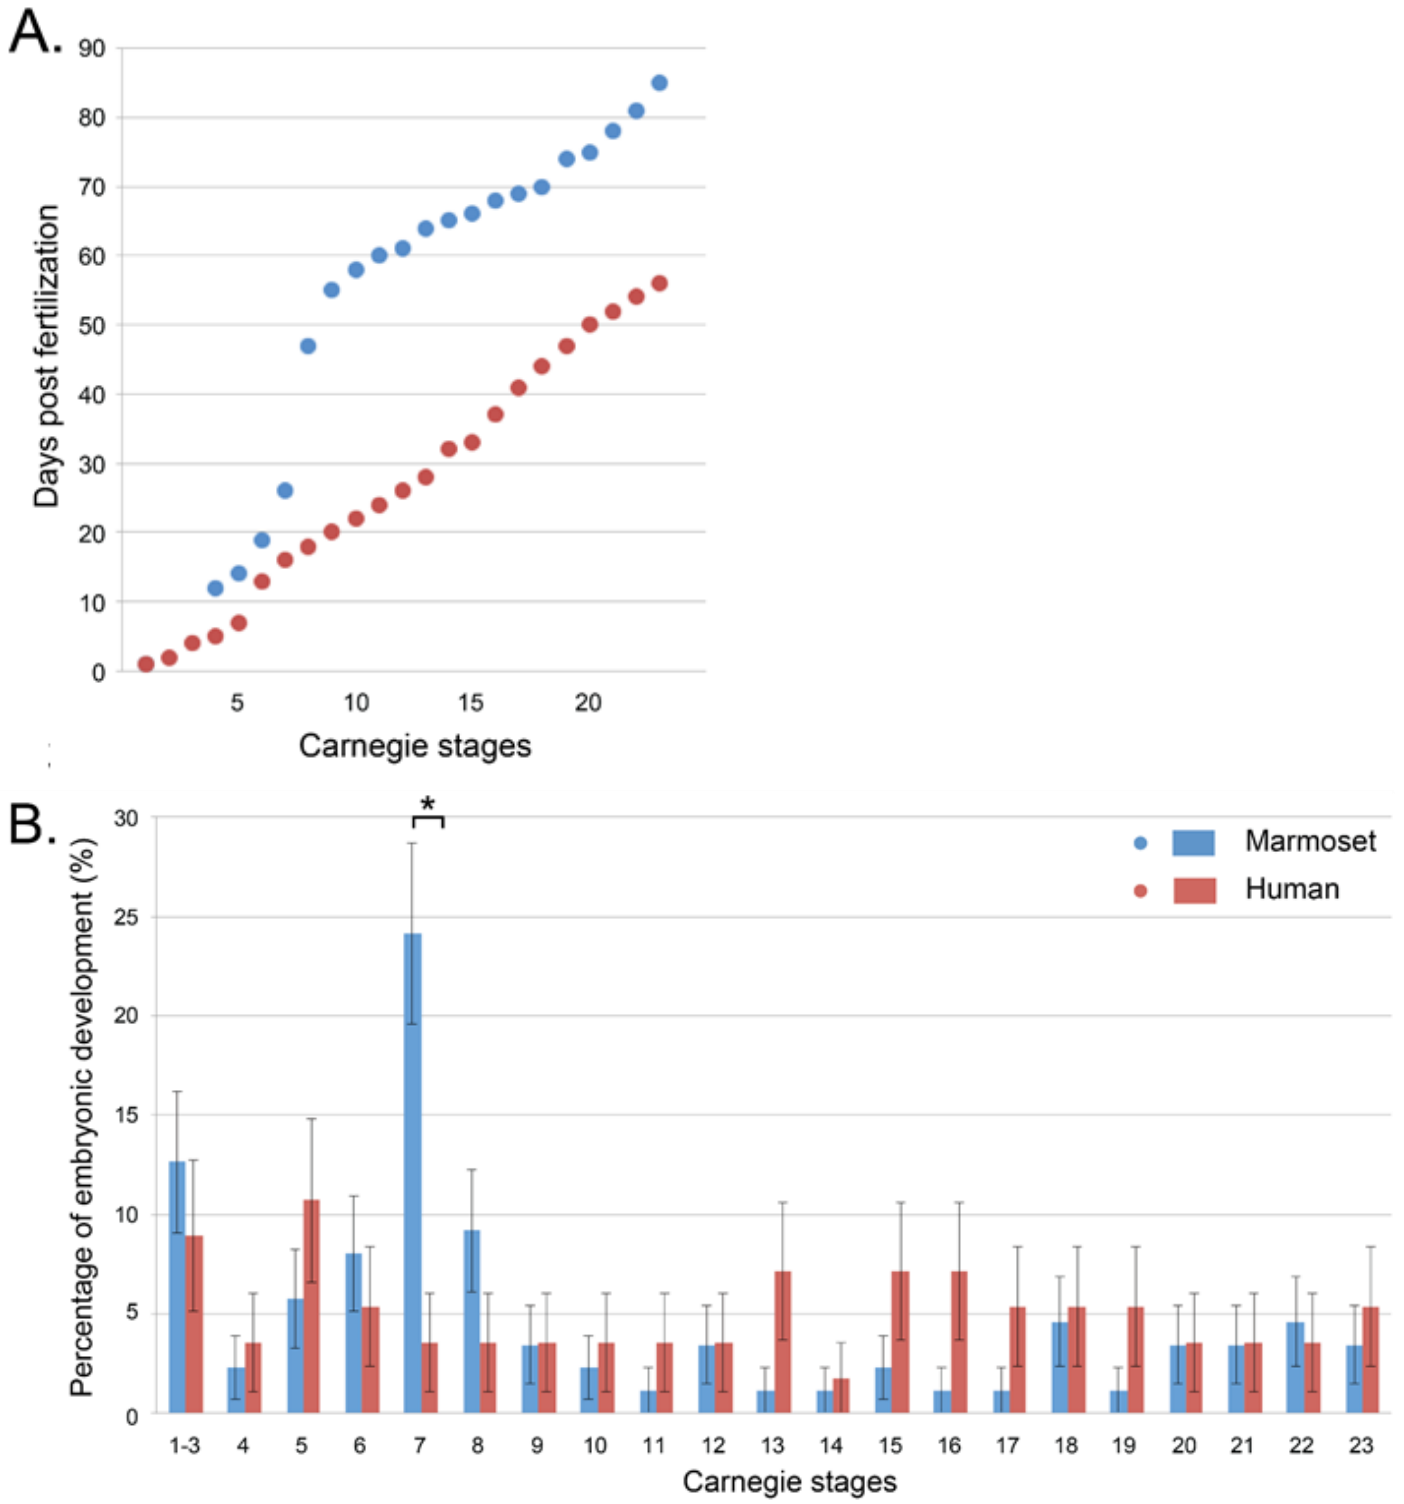 A.
90
80
70
60
50
40
30
20
10
0
Days post fertilization
5 10 15 20
Carnegie stages
B.
*
30
25
20
15
10
5
0
Percentage of embryonic development (%)
Marmoset
Human
1-3 4 5 6 7 8 9 10 11 12 13 14 15 16 17 18 19 20 21 22 23
Carnegie stages